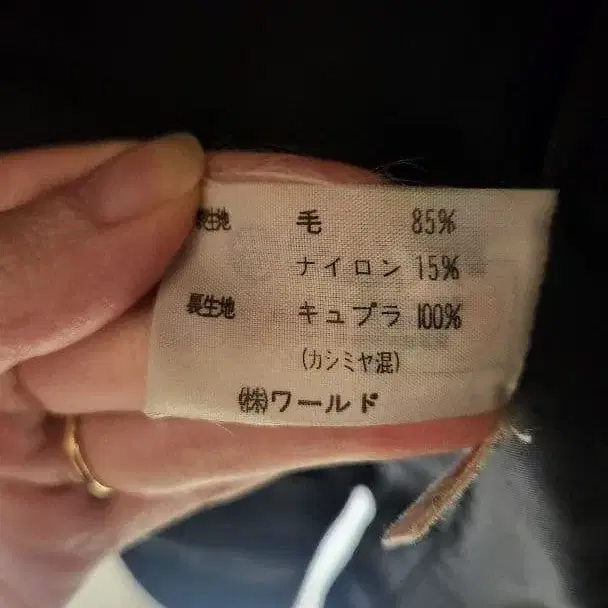 表生地 毛 85%
ナイロン 15%
裏生地 キュプラ 100%
(カシミヤ混)
㈱ワールド